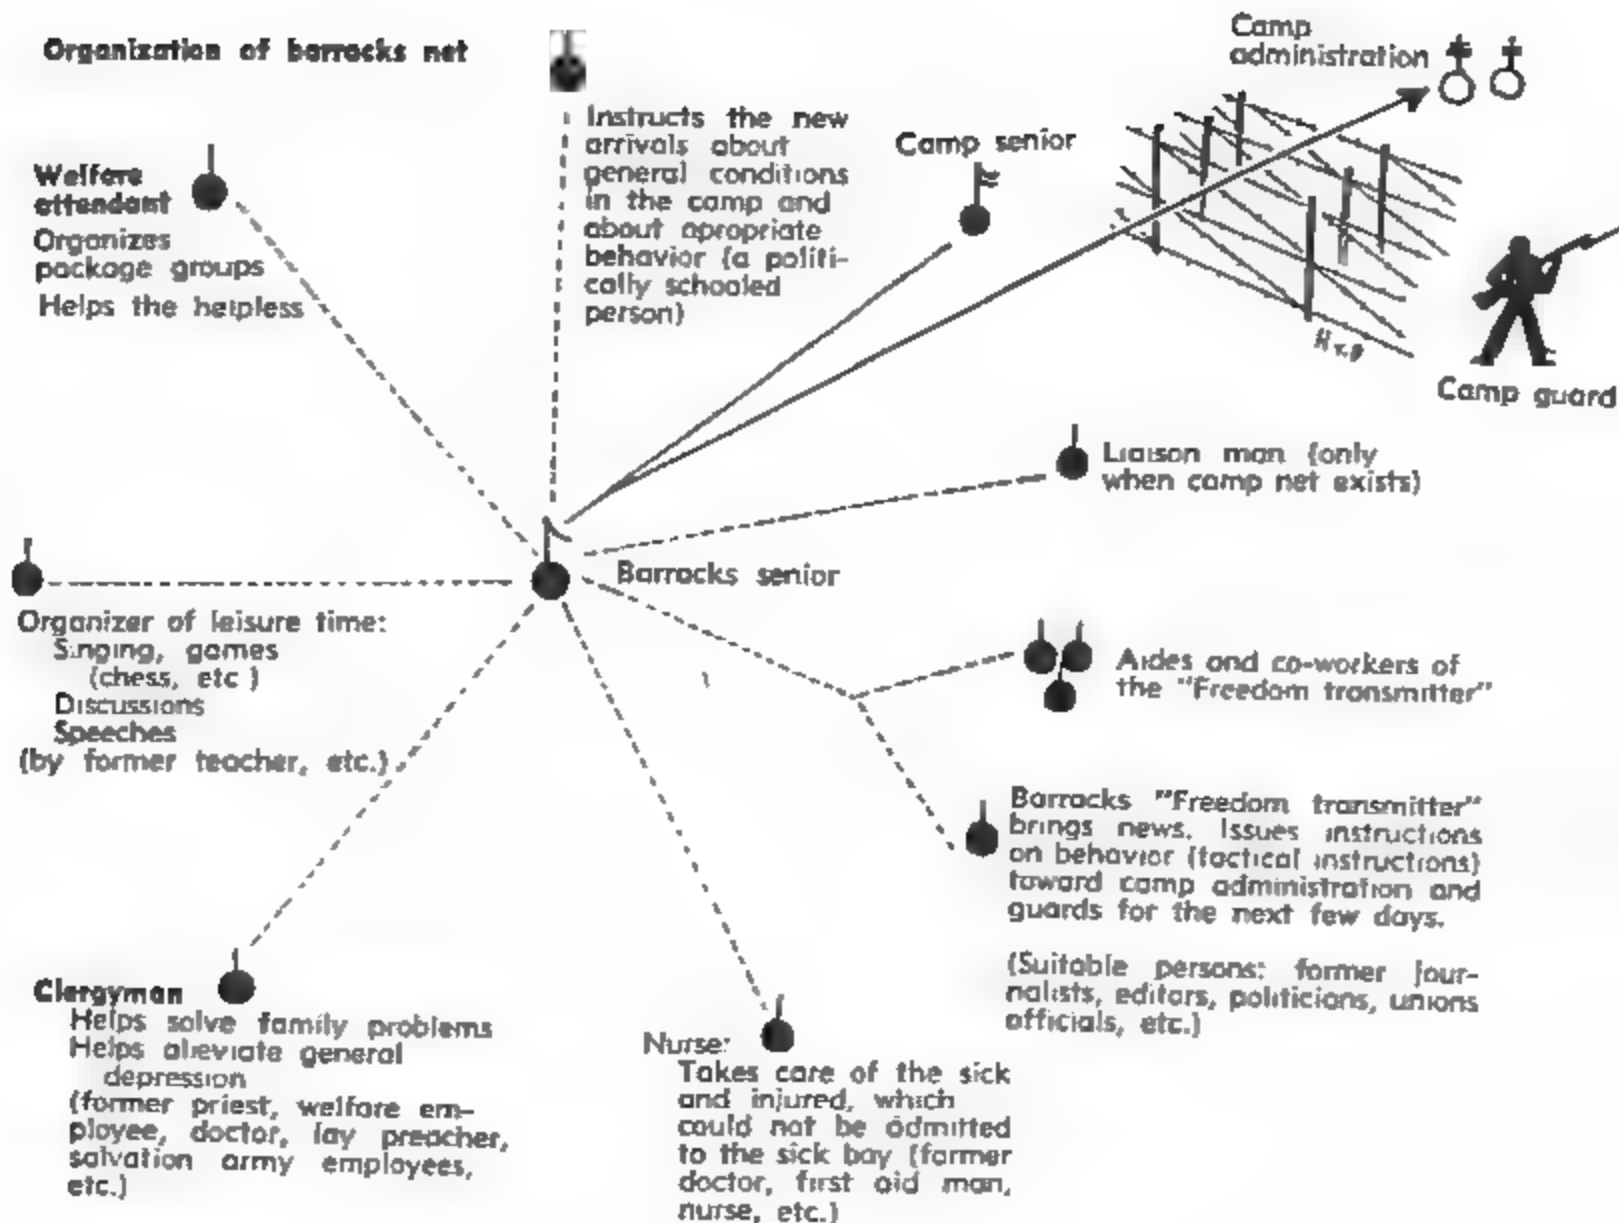 Organization of barracks net
Camp
administration
Instructs the new
arrivals about
general conditions
in the camp and
about apropriate
behavior (a politi-
cally schooled
person)
Camp senior
Welfare
attendant
Organizes
package groups
Helps the helpless
Camp guard
Liaison man (only
when camp net exists)
Barracks senior
Organizer of leisure time:
Singing, games
(chess, etc.)
Discussions
Speeches
(by former teacher, etc.)
Aides and co-workers of
the "Freedom transmitter"
Barracks "Freedom transmitter"
brings news. Issues instructions
on behavior (tactical instructions)
toward camp administration and
guards for the next few days.
(Suitable persons: former jour-
nalists, editors, politicians, unions
officials, etc.)
Clergyman
Helps solve family problems
Helps alleviate general
depression
(former priest, welfare em-
ployee, doctor, lay preacher,
salvation army employees,
etc.)
Nurse:
Takes care of the sick
and injured, which
could not be admitted
to the sick bay (former
doctor, first aid man,
nurse, etc.)